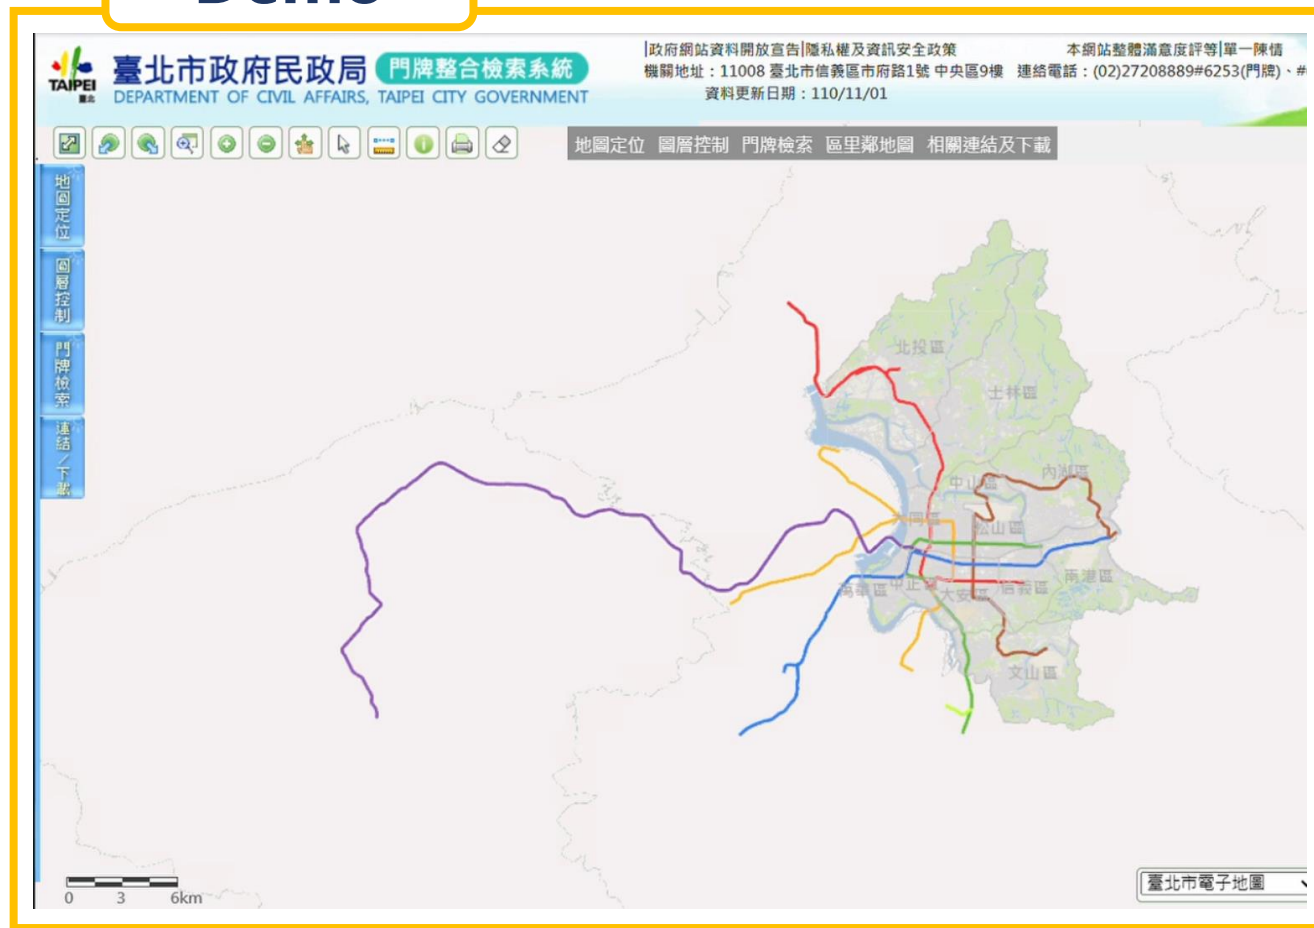 Demo
TAIPEI
臺北
臺北市政府民政局 門牌整合檢索系統
DEPARTMENT OF CIVIL AFFAIRS, TAIPEI CITY GOVERNMENT
|政府網站資料開放宣告|隱私權及資訊安全政策
本網站整體滿意度評等|單一陳情
機關地址：11008 臺北市信義區市府路1號 中央區9樓
連絡電話：(02)27208889#6253(門牌)、#
資料更新日期：110/11/01
地圖定位 圖層控制 門牌檢索 區里鄰地圖 相關連結及下載
地圖定位
圖層控制
門牌檢索
連結／下載
北投區
士林區
內湖區
中山區
大同區
松山區
南港區
萬華區
中正區
大安區
信義區
文山區
0 3 6km
臺北市電子地圖